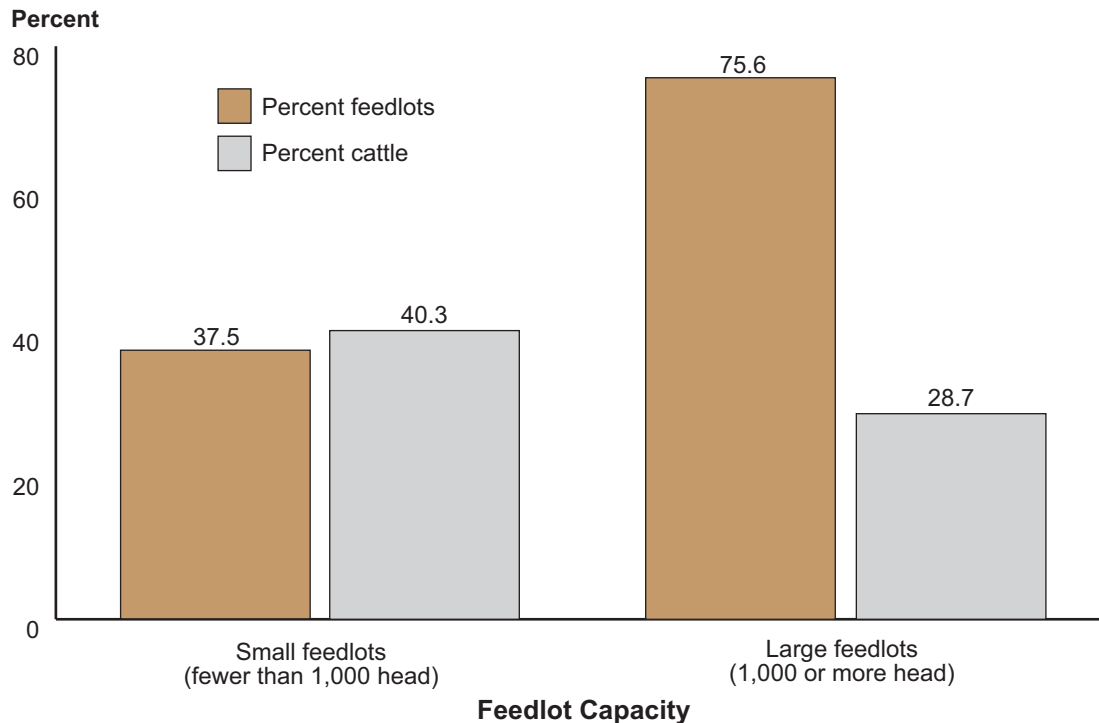 Percent
80
60
40
20
0
Percent feedlots
Percent cattle
37.5
40.3
75.6
28.7
Small feedlots
(fewer than 1,000 head)
Large feedlots
(1,000 or more head)
Feedlot Capacity